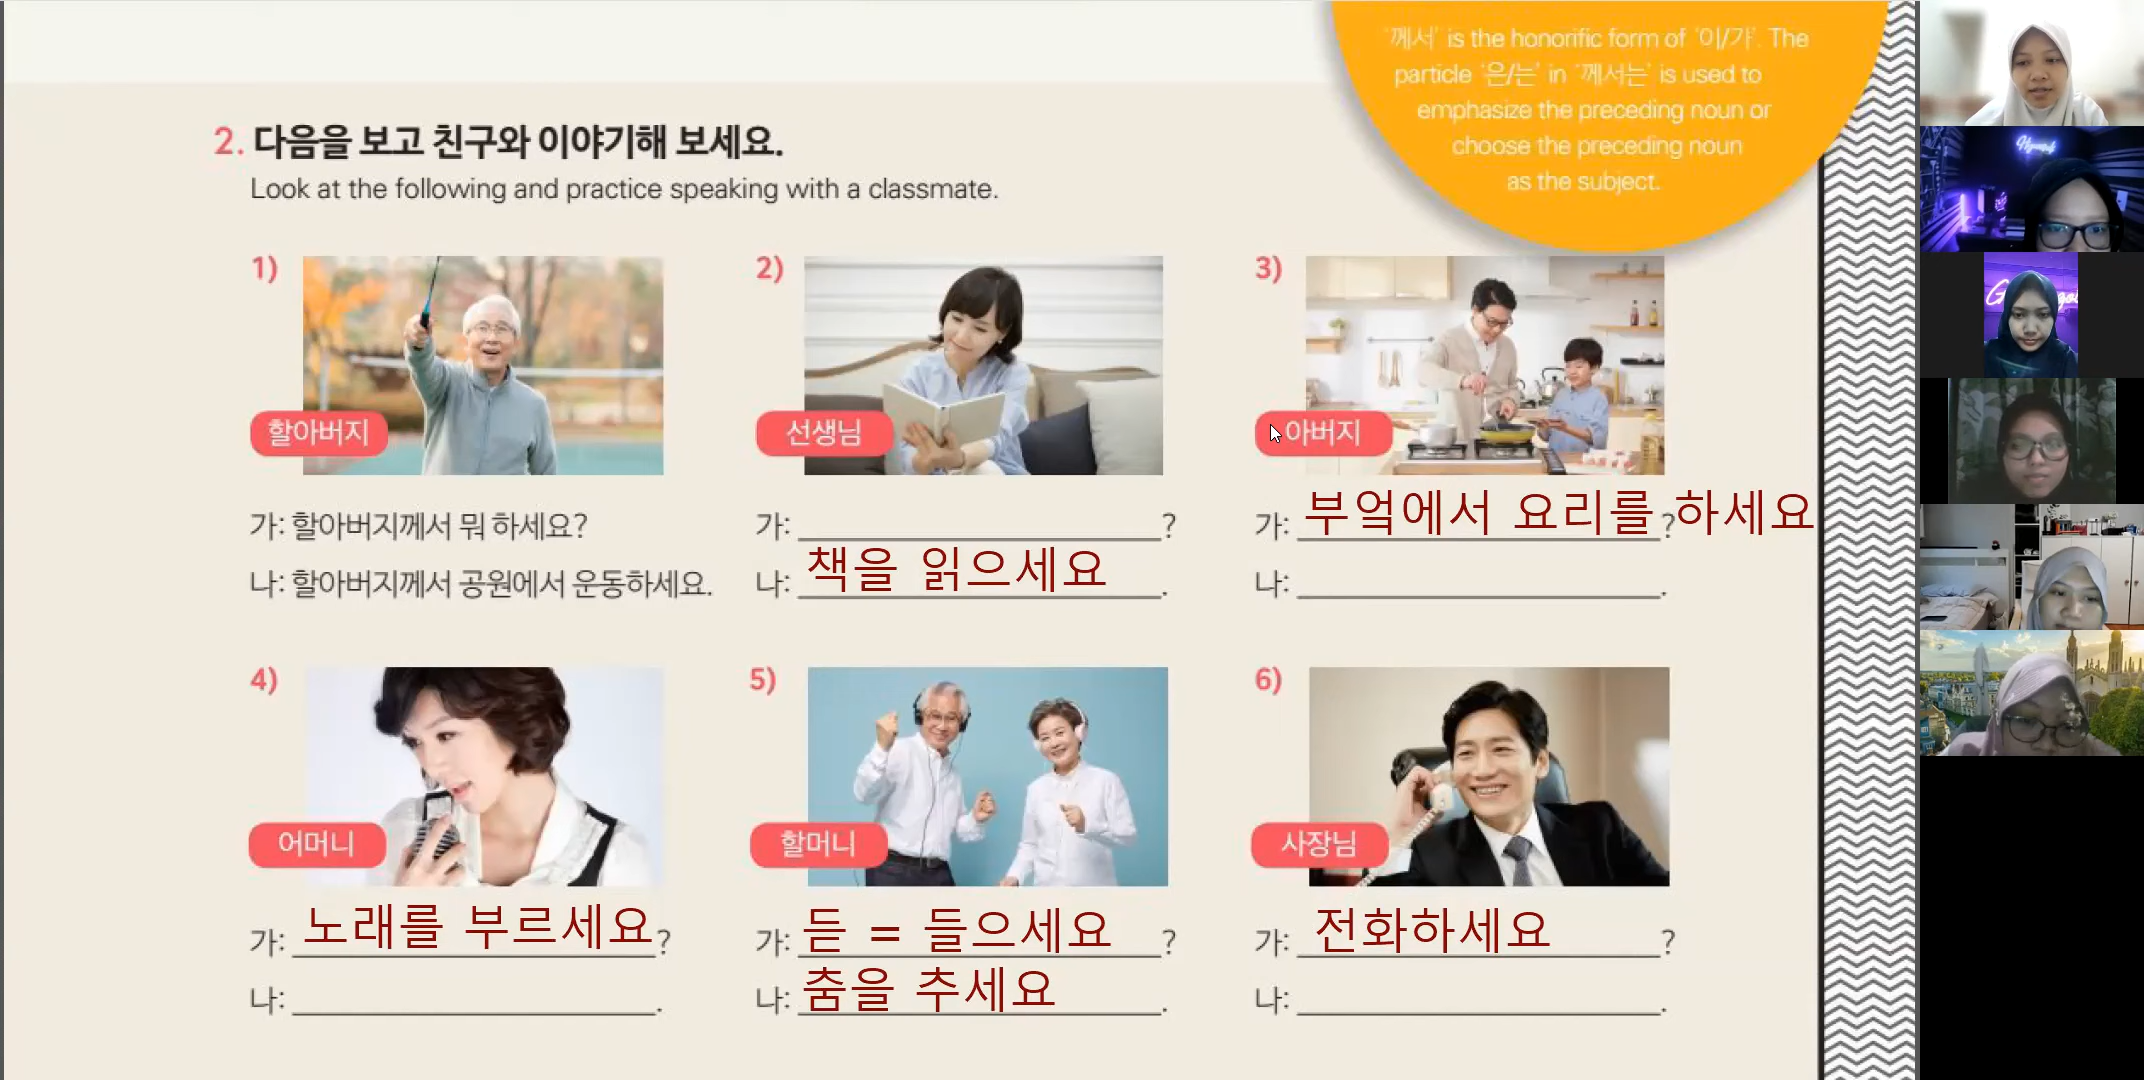 '께서' is the honorific form of '이/가'. The
particle '은/는' in '께서는' is used to
emphasize the preceding noun or
choose the preceding noun
as the subject.
2. 다음을 보고 친구와 이야기해 보세요.
Look at the following and practice speaking with a classmate.
1)
할아버지
가: 할아버지께서 뭐 하세요?
나: 할아버지께서 공원에서 운동하세요.
2)
선생님
가: ?
나: 책을 읽으세요.
3)
아버지
가: 부엌에서 요리를 하세요?
나: .
4)
어머니
가: 노래를 부르세요?
나: .
5)
할머니
가: 듣 = 들으세요?
나: 춤을 추세요.
6)
사장님
가: 전화하세요?
나: .